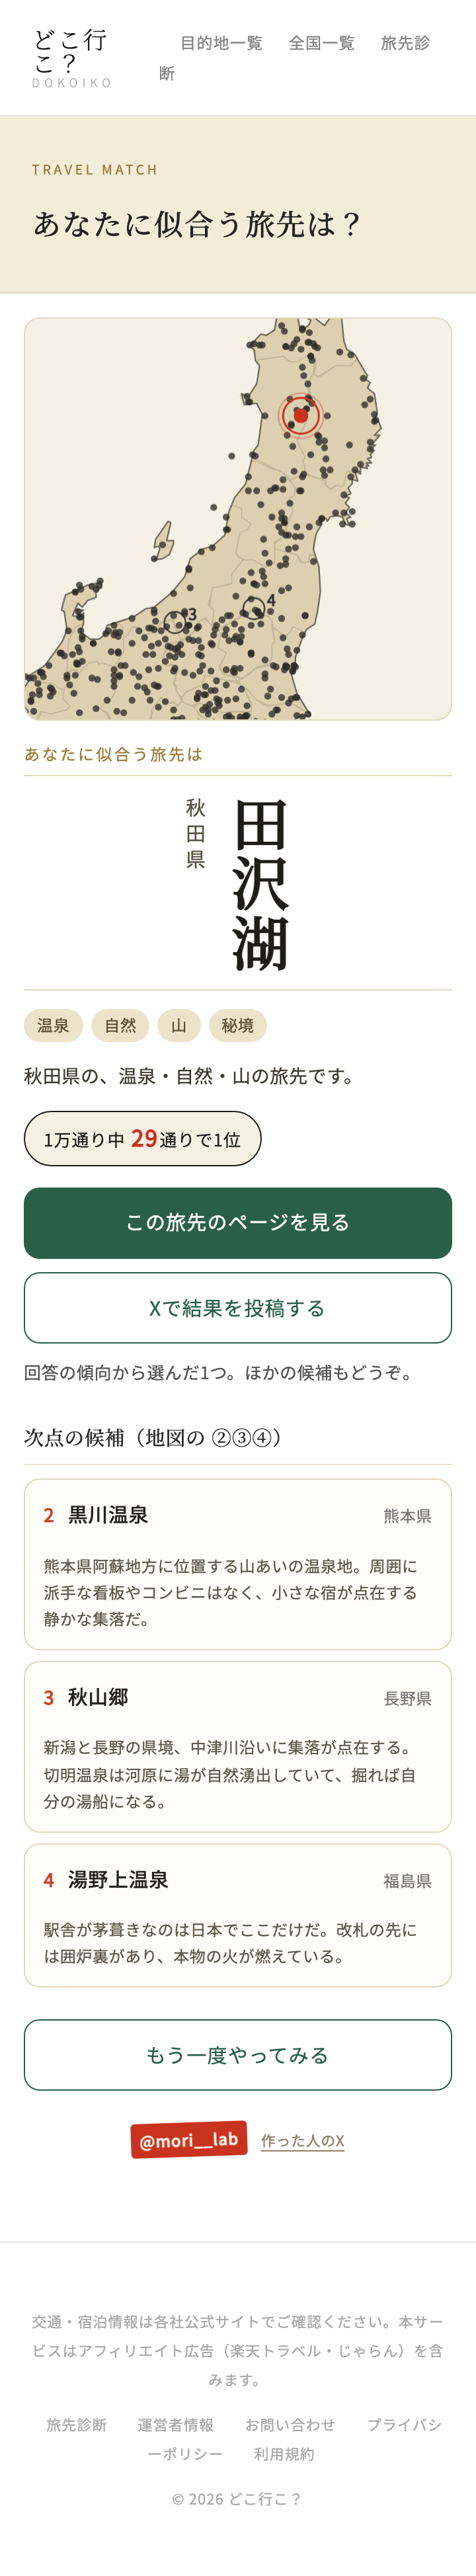 どこ行
こ？
DOKOIKO
目的地一覧 全国一覧 旅先診
断
TRAVEL MATCH
あなたに似合う旅先は？
3
4
あなたに似合う旅先は
田沢湖
秋田県
温泉 自然 山 秘境
秋田県の、温泉・自然・山の旅先です。
1万通り中 29通りで1位
この旅先のページを見る
Xで結果を投稿する
回答の傾向から選んだ1つ。ほかの候補もどうぞ。
次点の候補（地図の ②③④）
2 黒川温泉 熊本県
熊本県阿蘇地方に位置する山あいの温泉地。周囲に
派手な看板やコンビニはなく、小さな宿が点在する
静かな集落だ。
3 秋山郷 長野県
新潟と長野の県境、中津川沿いに集落が点在する。
切明温泉は河原に湯が自然湧出していて、掘れば自
分の湯船になる。
4 湯野上温泉 福島県
駅舎が茅葺きなのは日本でここだけだ。改札の先に
は囲炉裏があり、本物の火が燃えている。
もう一度やってみる
@mori__lab 作った人のX
交通・宿泊情報は各社公式サイトでご確認ください。本サー
ビスはアフィリエイト広告（楽天トラベル・じゃらん）を含
みます。
旅先診断 運営者情報 お問い合わせ プライバシ
ーポリシー 利用規約
© 2026 どこ行こ？